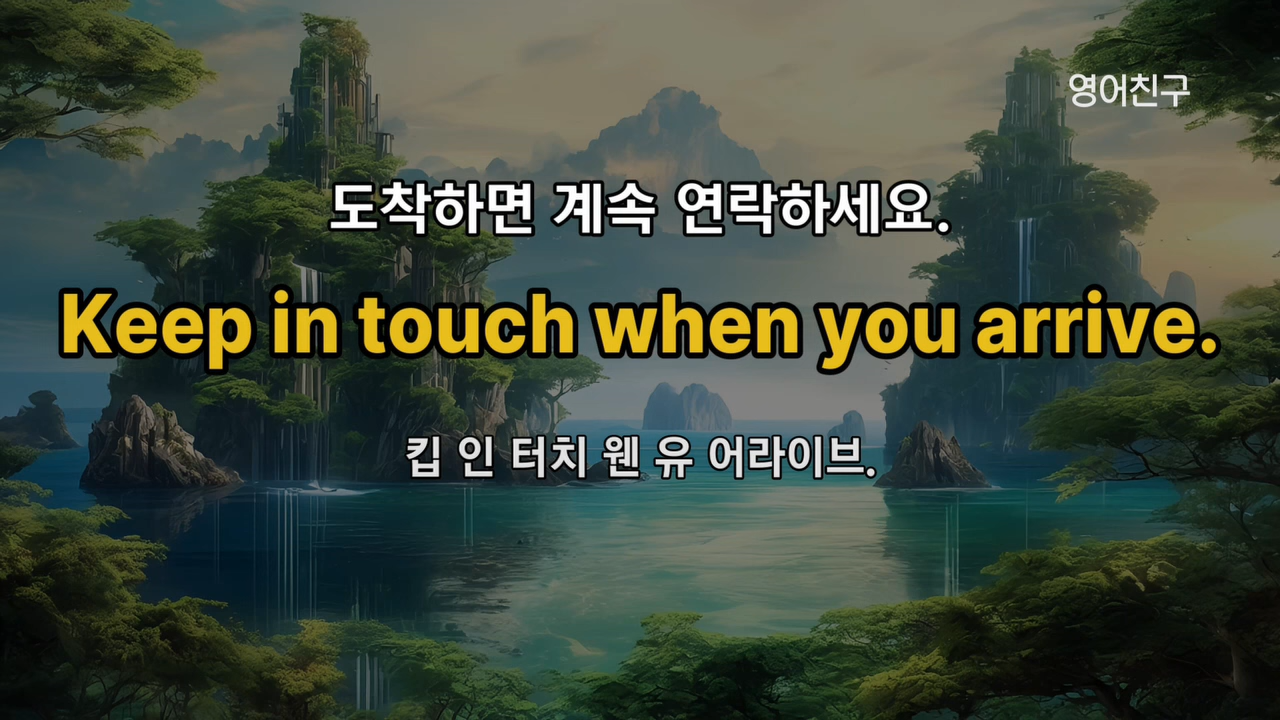 영어친구
도착하면 계속 연락하세요.
Keep in touch when you arrive.
킵 인 터치 웬 유 어라이브.